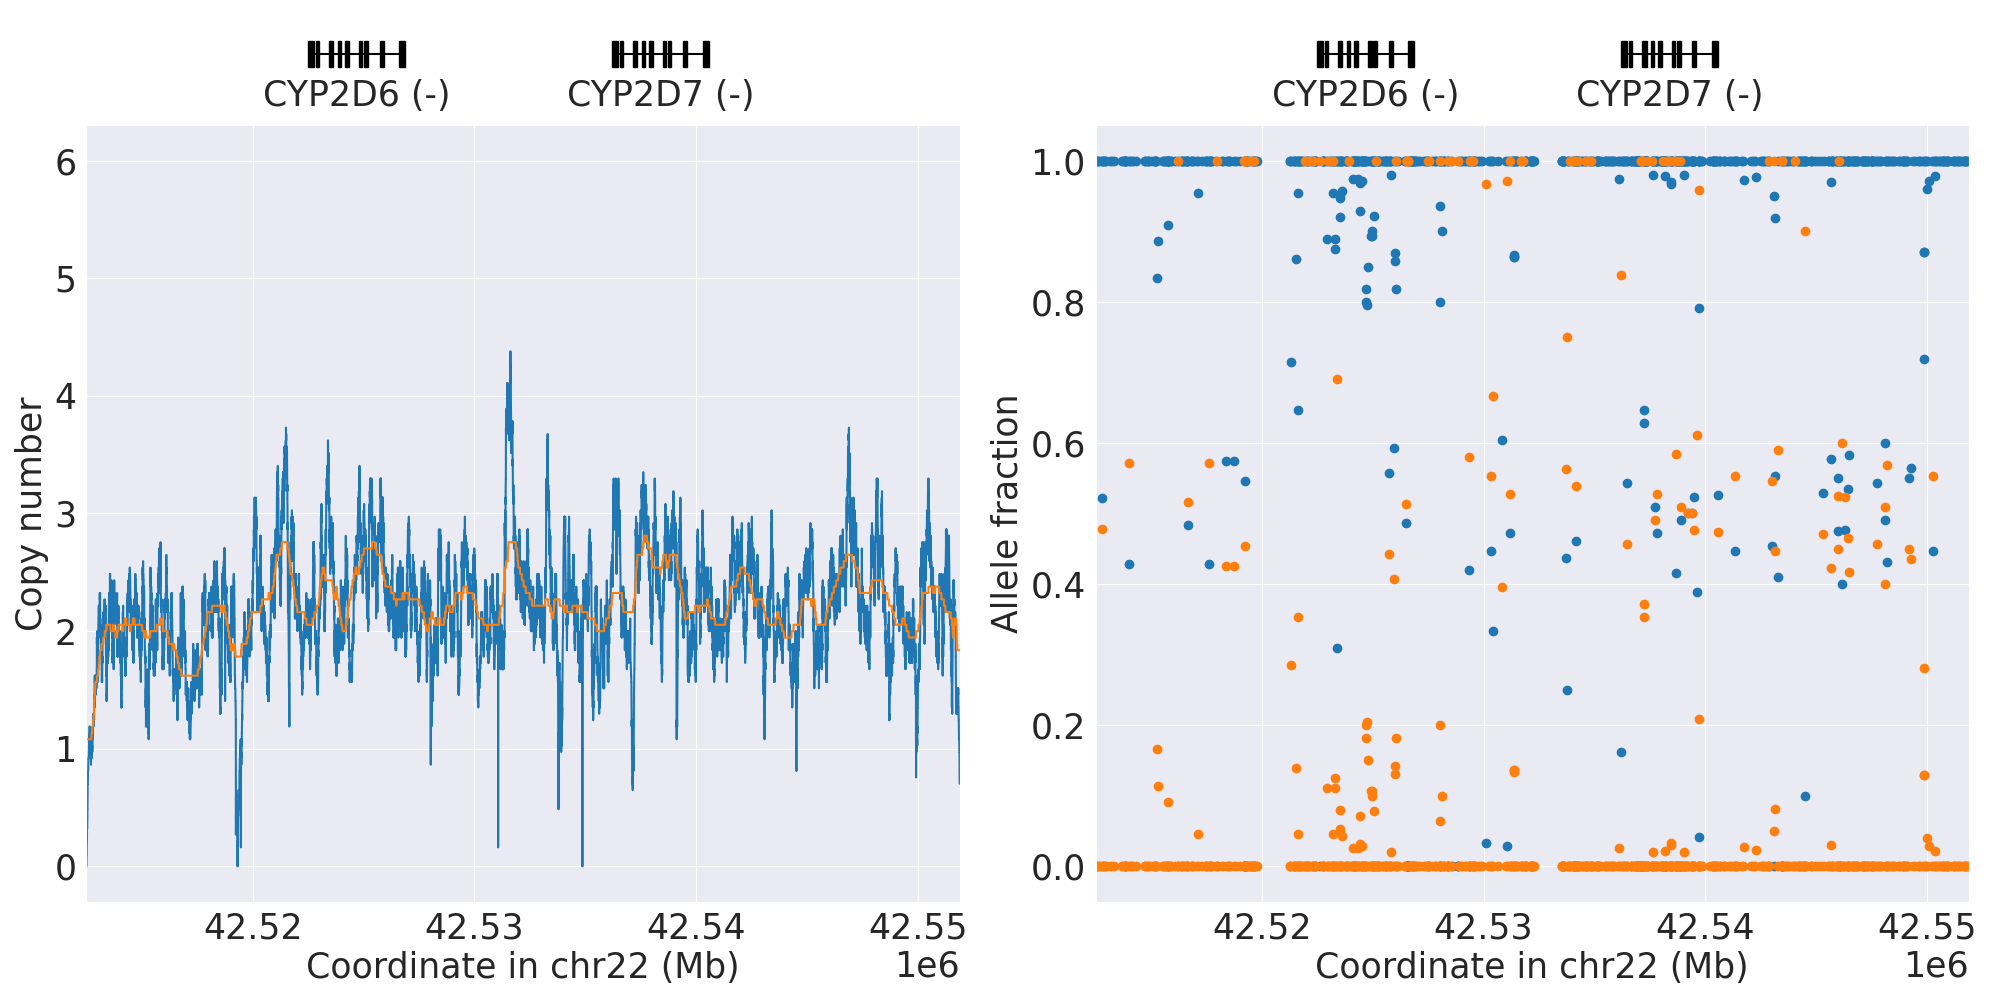 CYP2D6 (-) CYP2D7 (-)
6
5
4
3
2
1
0
Copy number
42.52 42.53 42.54 42.55
Coordinate in chr22 (Mb) 1e6
CYP2D6 (-) CYP2D7 (-)
1.0
0.8
0.6
0.4
0.2
0.0
Allele fraction
42.52 42.53 42.54 42.55
Coordinate in chr22 (Mb) 1e6